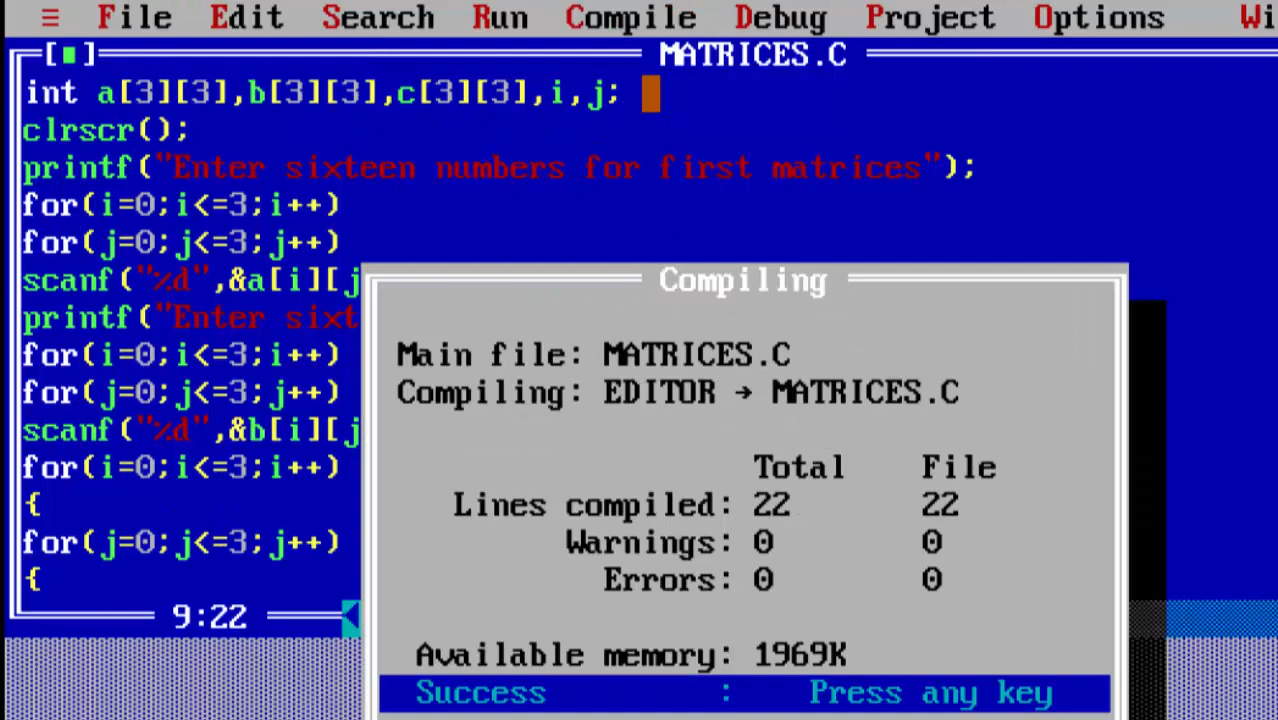 ≡ File Edit Search Run Compile Debug Project Options Wi
[■] MATRICES.C
int a[3][3],b[3][3],c[3][3],i,j;
clrscr();
printf("Enter sixteen numbers for first matrices");
for(i=0;i<=3;i++)
for(j=0;j<=3;j++)
scanf("%d",&a[i][j
printf("Enter sixt
for(i=0;i<=3;i++)
for(j=0;j<=3;j++)
scanf("%d",&b[i][j
for(i=0;i<=3;i++)
{
for(j=0;j<=3;j++)
{
9:22
Compiling
Main file: MATRICES.C
Compiling: EDITOR → MATRICES.C
Total File
Lines compiled: 22 22
Warnings: 0 0
Errors: 0 0
Available memory: 1969K
Success : Press any key